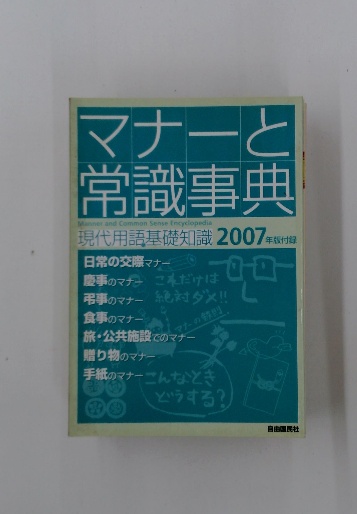 マナーと
常識事典
Manner and Common Sense Encyclopedia
現代用語の基礎知識 2007年版付録
日常の交際マナー
慶事のマナー
これだけは
絶対ダメ!!
弔事のマナー
食事のマナー
旅・公共施設でのマナー
贈り物のマナー
手紙のマナー
こんなとき
どうする?
自由国民社